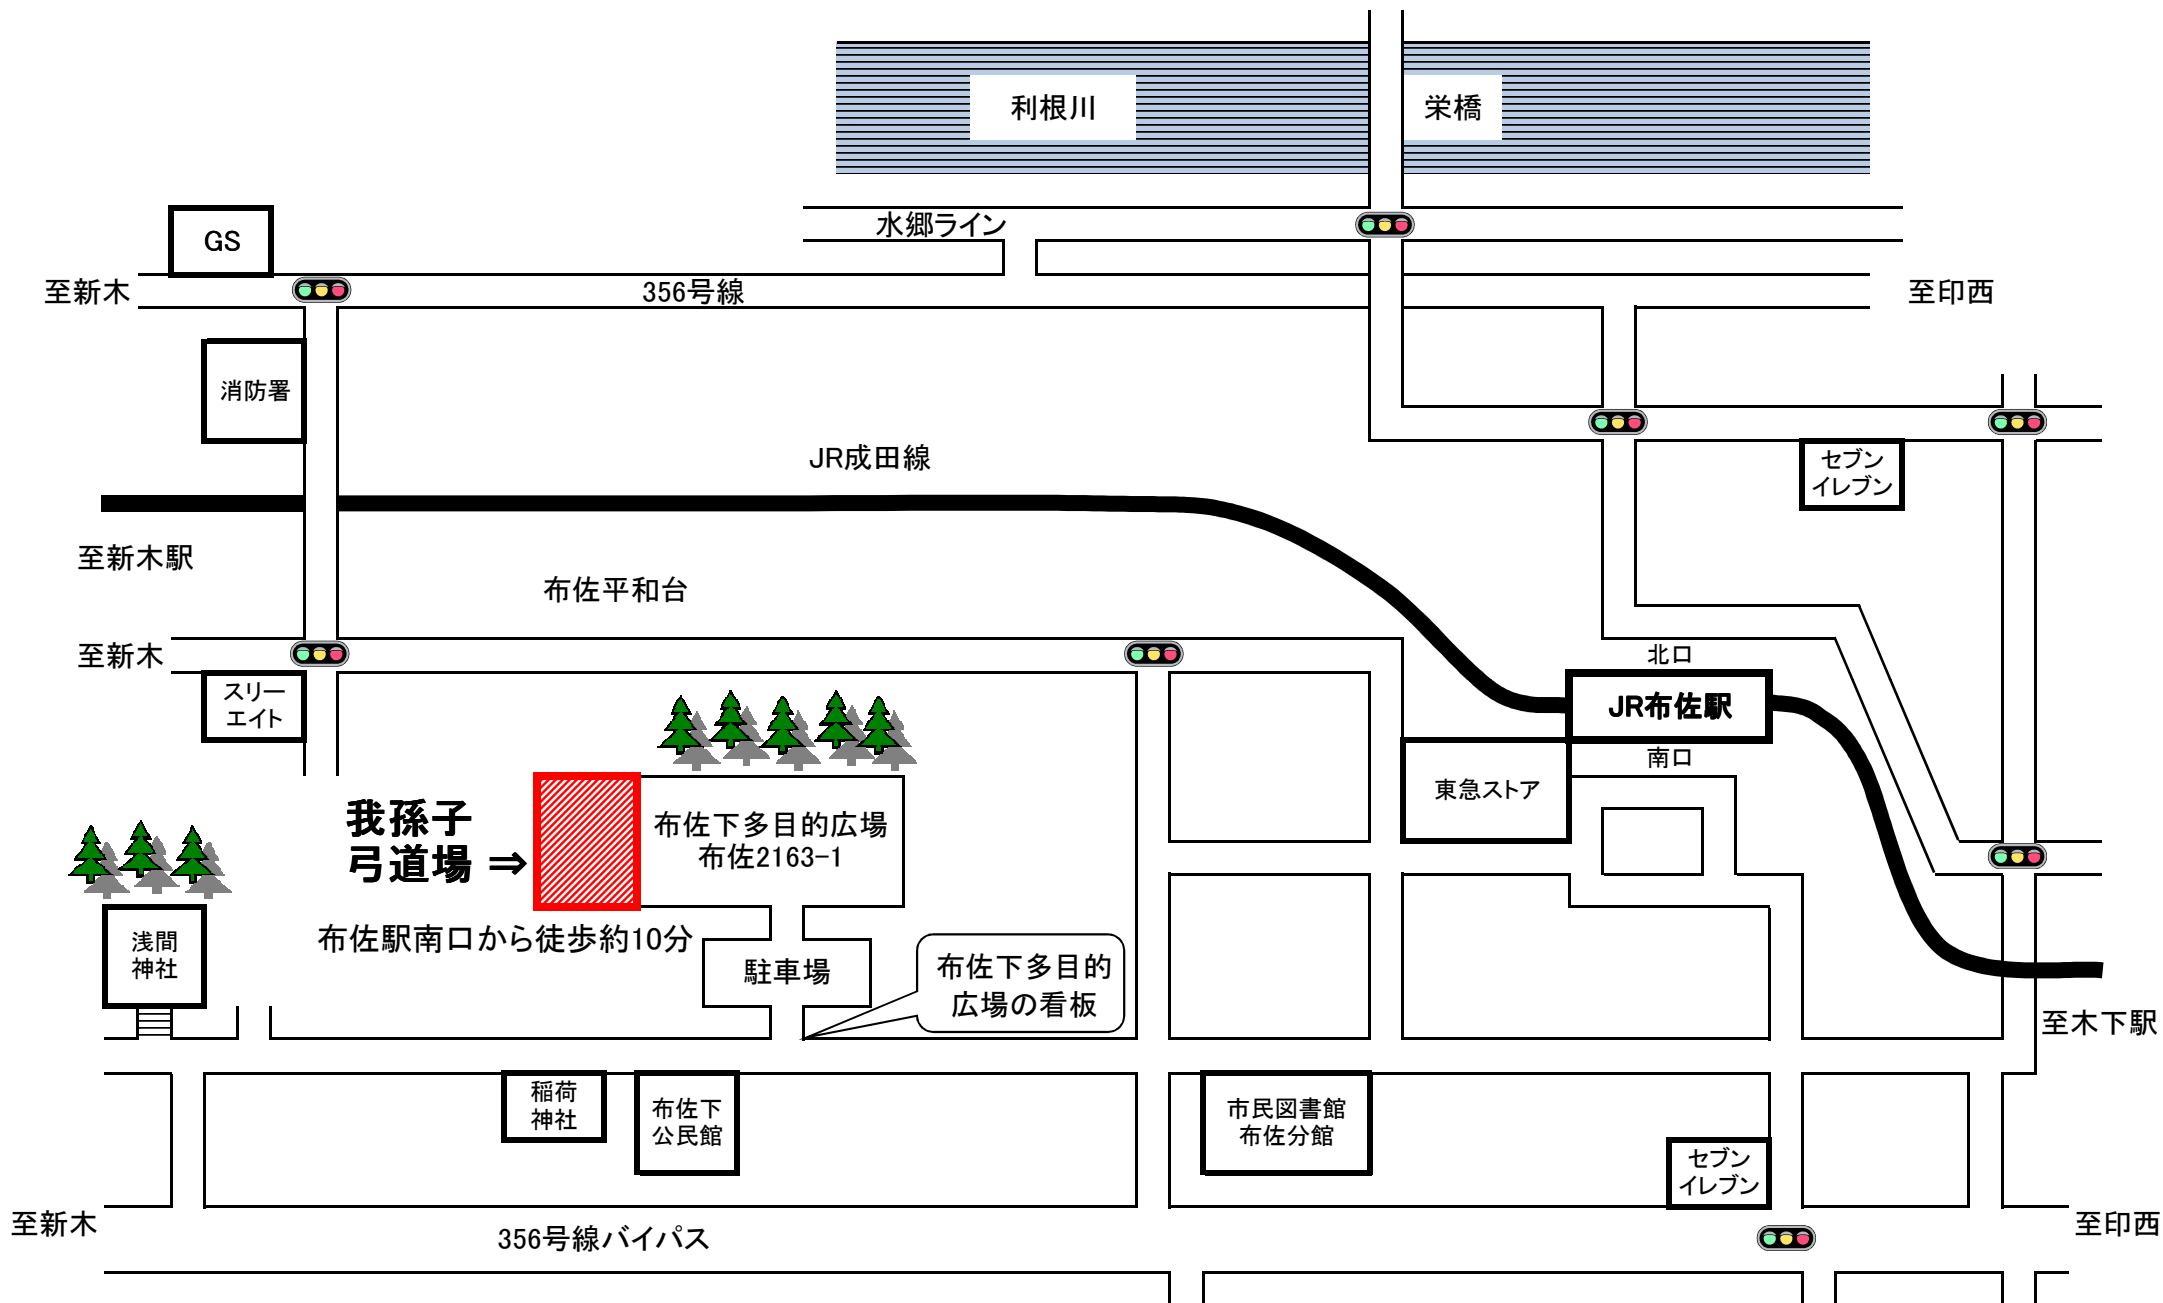 利根川
栄橋
水郷ライン
GS
至新木
356号線
至印西
消防署
JR成田線
セブン
イレブン
至新木駅
布佐平和台
至新木
北口
スリー
エイト
JR布佐駅
南口
東急ストア
我孫子
弓道場 ⇒
布佐下多目的広場
布佐2163-1
浅間
神社
布佐駅南口から徒歩約10分
駐車場
布佐下多目的
広場の看板
至木下駅
稲荷
神社
布佐下
公民館
市民図書館
布佐分館
セブン
イレブン
至新木
356号線バイパス
至印西